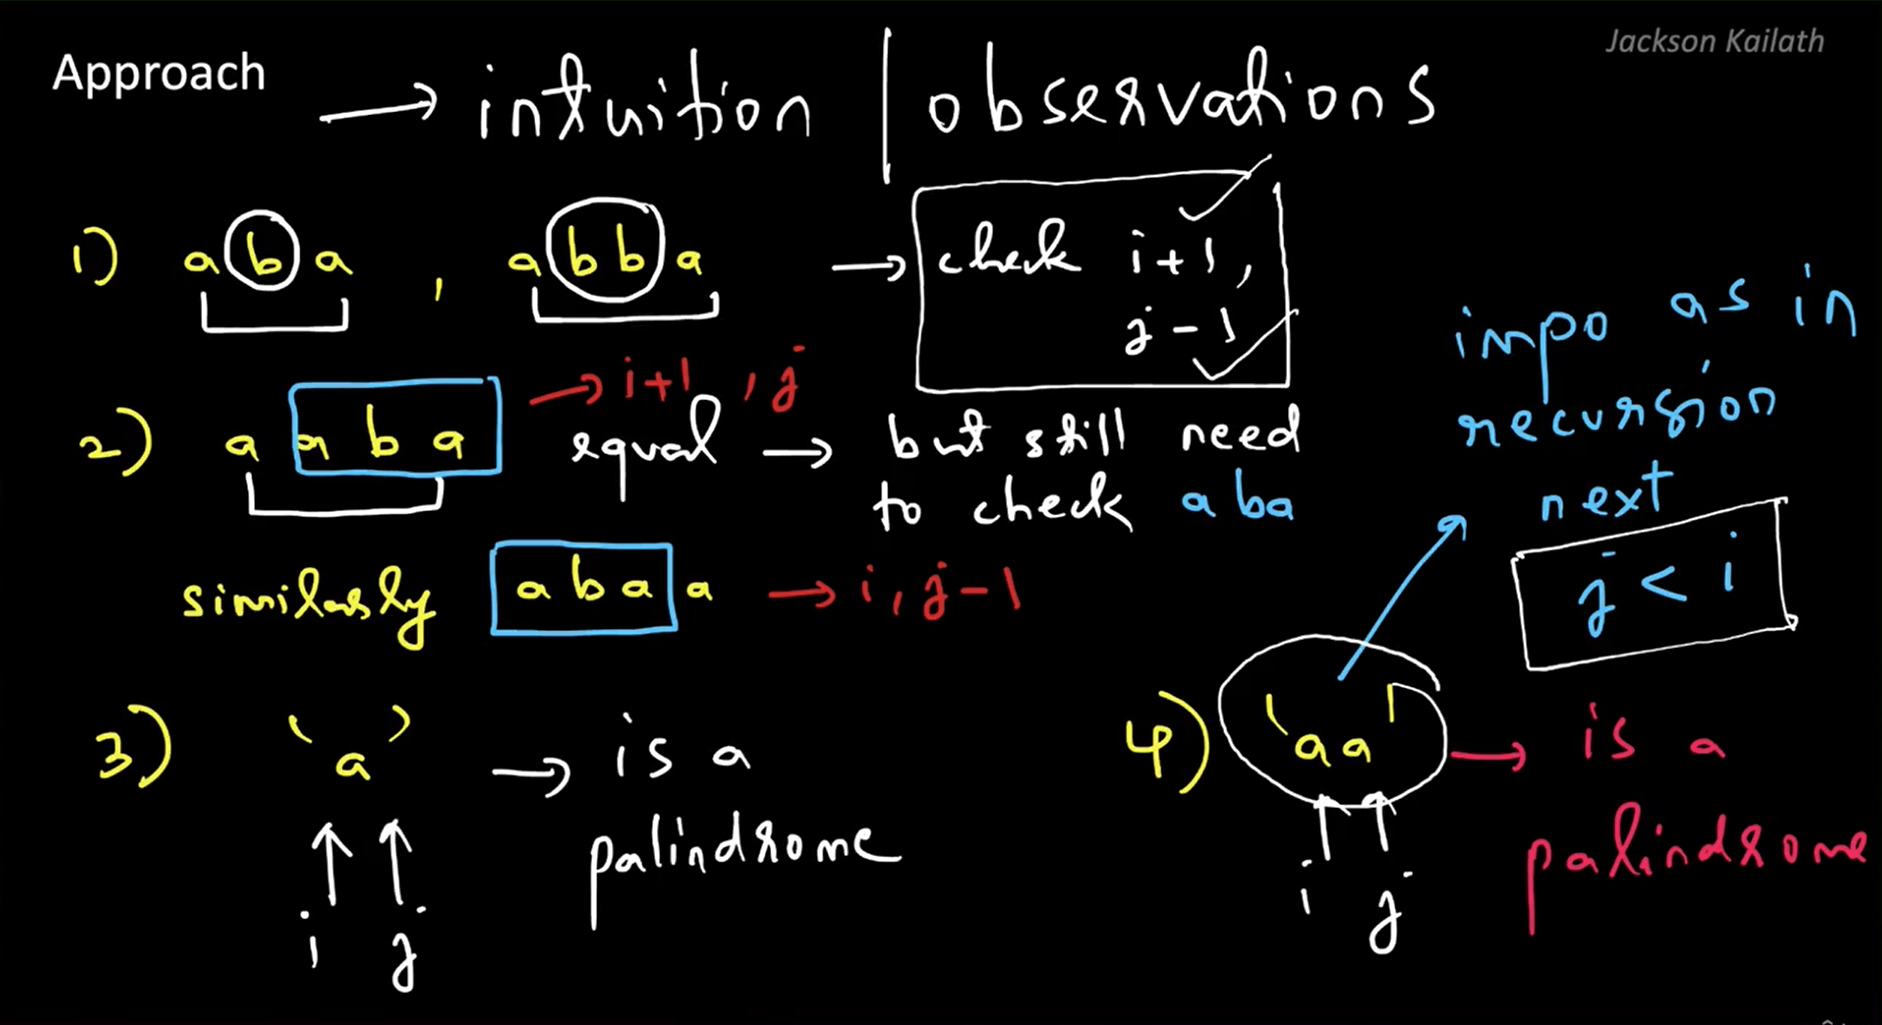 Jackson Kailath
Approach → intuition | observations
1) aba , abba → check i+1,
j-1
2) aaba → i+1, j
equal → but still need
to check aba
similarly abaa → i, j-1
impo as in
recursion
next
j < i
3) 'a' → is a
palindrome
i j
4) 'aa' → is a
palindrome
i j